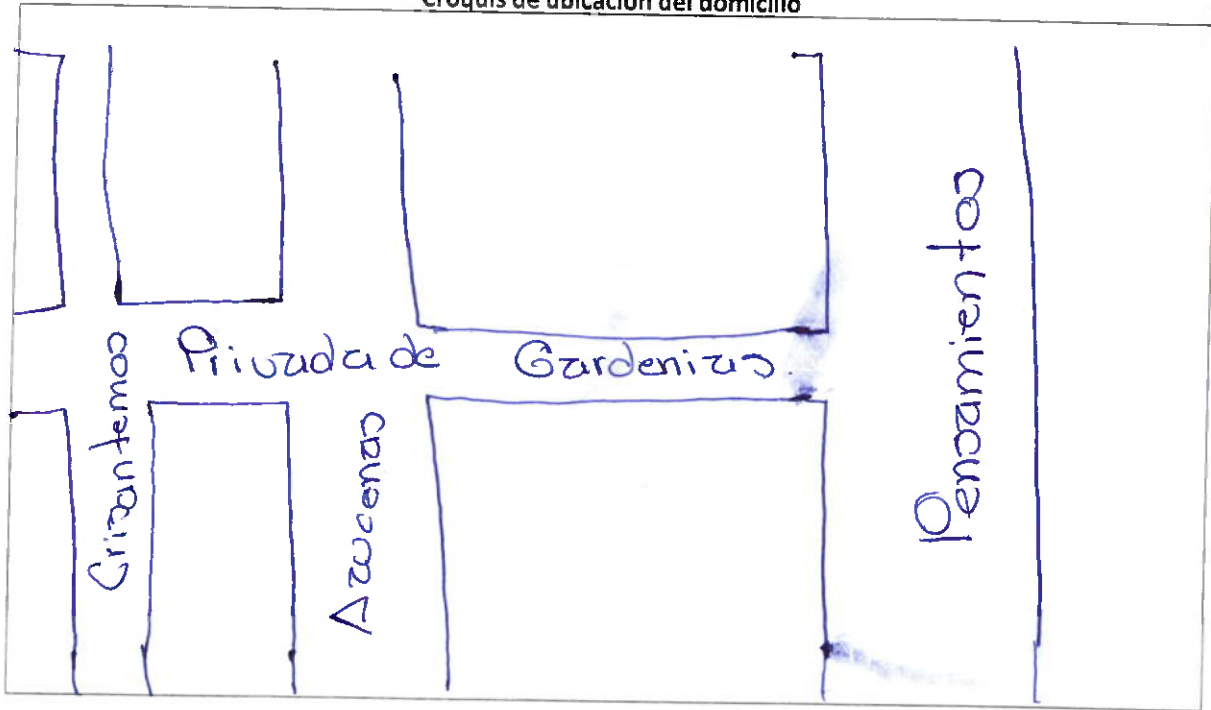 Croquis de ubicación del domicilio
Privada de Gardenias.
Crisantemos
Azucenas
Pensamientos